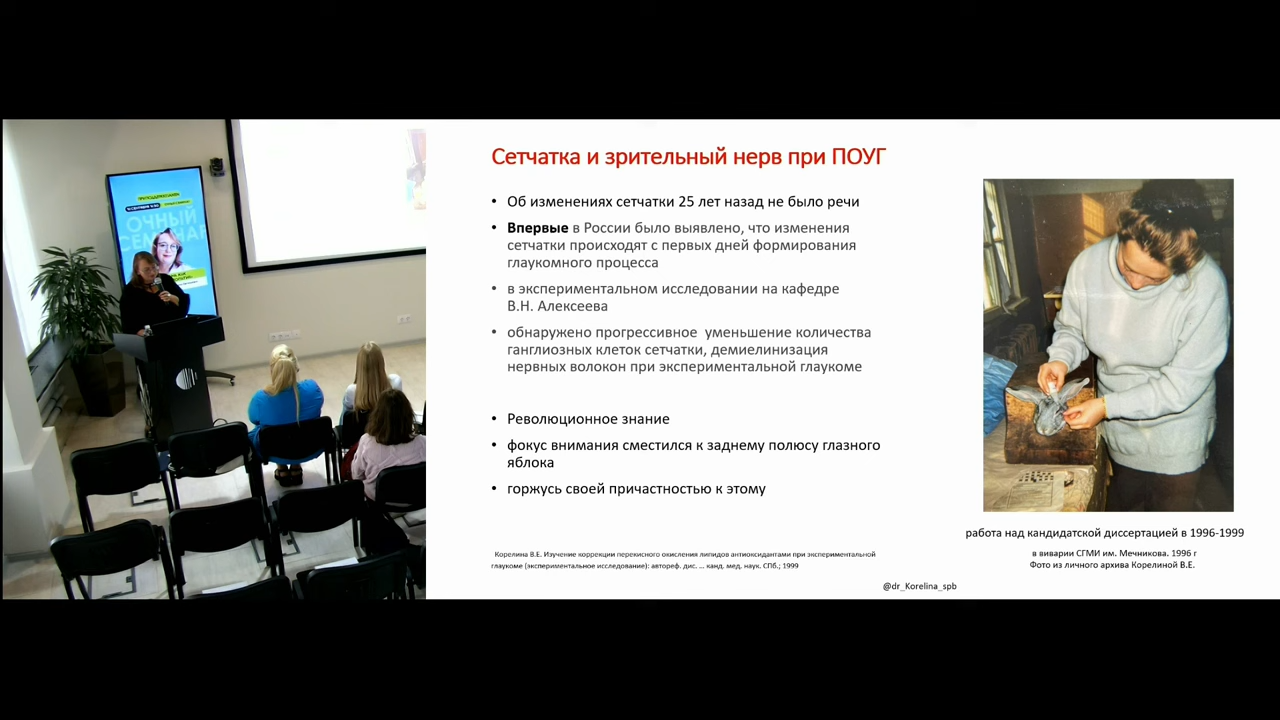 ОЧНЫЙ
Сетчатка и зрительный нерв при ПОУГ
• Об изменениях сетчатки 25 лет назад не было речи
• Впервые в России было выявлено, что изменения
сетчатки происходят с первых дней формирования
глаукомного процесса
• в экспериментальном исследовании на кафедре
В.Н. Алексеева
• обнаружено прогрессивное уменьшение количества
ганглиозных клеток сетчатки, демиелинизация
нервных волокон при экспериментальной глаукоме
• Революционное знание
• фокус внимания сместился к заднему полюсу глазного
яблока
• горжусь своей причастностью к этому
Корелина В.Е. Изучение коррекции перекисного окисления липидов антиоксидантами при экспериментальной
глаукоме (экспериментальное исследование): автореф. дис. … канд. мед. наук. СПб.; 1999
работа над кандидатской диссертацией в 1996-1999
в виварии СГМИ им. Мечникова. 1996 г
Фото из личного архива Корелиной В.Е.
@dr_Korelina_spb